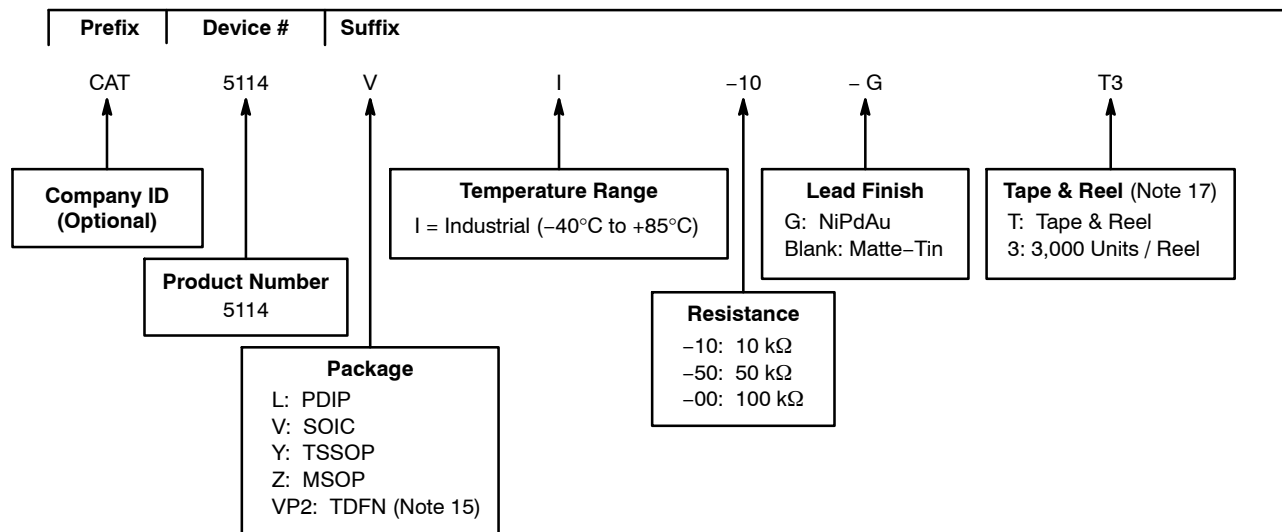 Prefix Device # Suffix
CAT 5114 V I −10 − G T3
Company ID
(Optional)
Product Number
5114
Package
L: PDIP
V: SOIC
Y: TSSOP
Z: MSOP
VP2: TDFN (Note 15)
Temperature Range
I = Industrial (−40°C to +85°C)
Resistance
−10: 10 kΩ
−50: 50 kΩ
−00: 100 kΩ
Lead Finish
G: NiPdAu
Blank: Matte−Tin
Tape & Reel (Note 17)
T: Tape & Reel
3: 3,000 Units / Reel